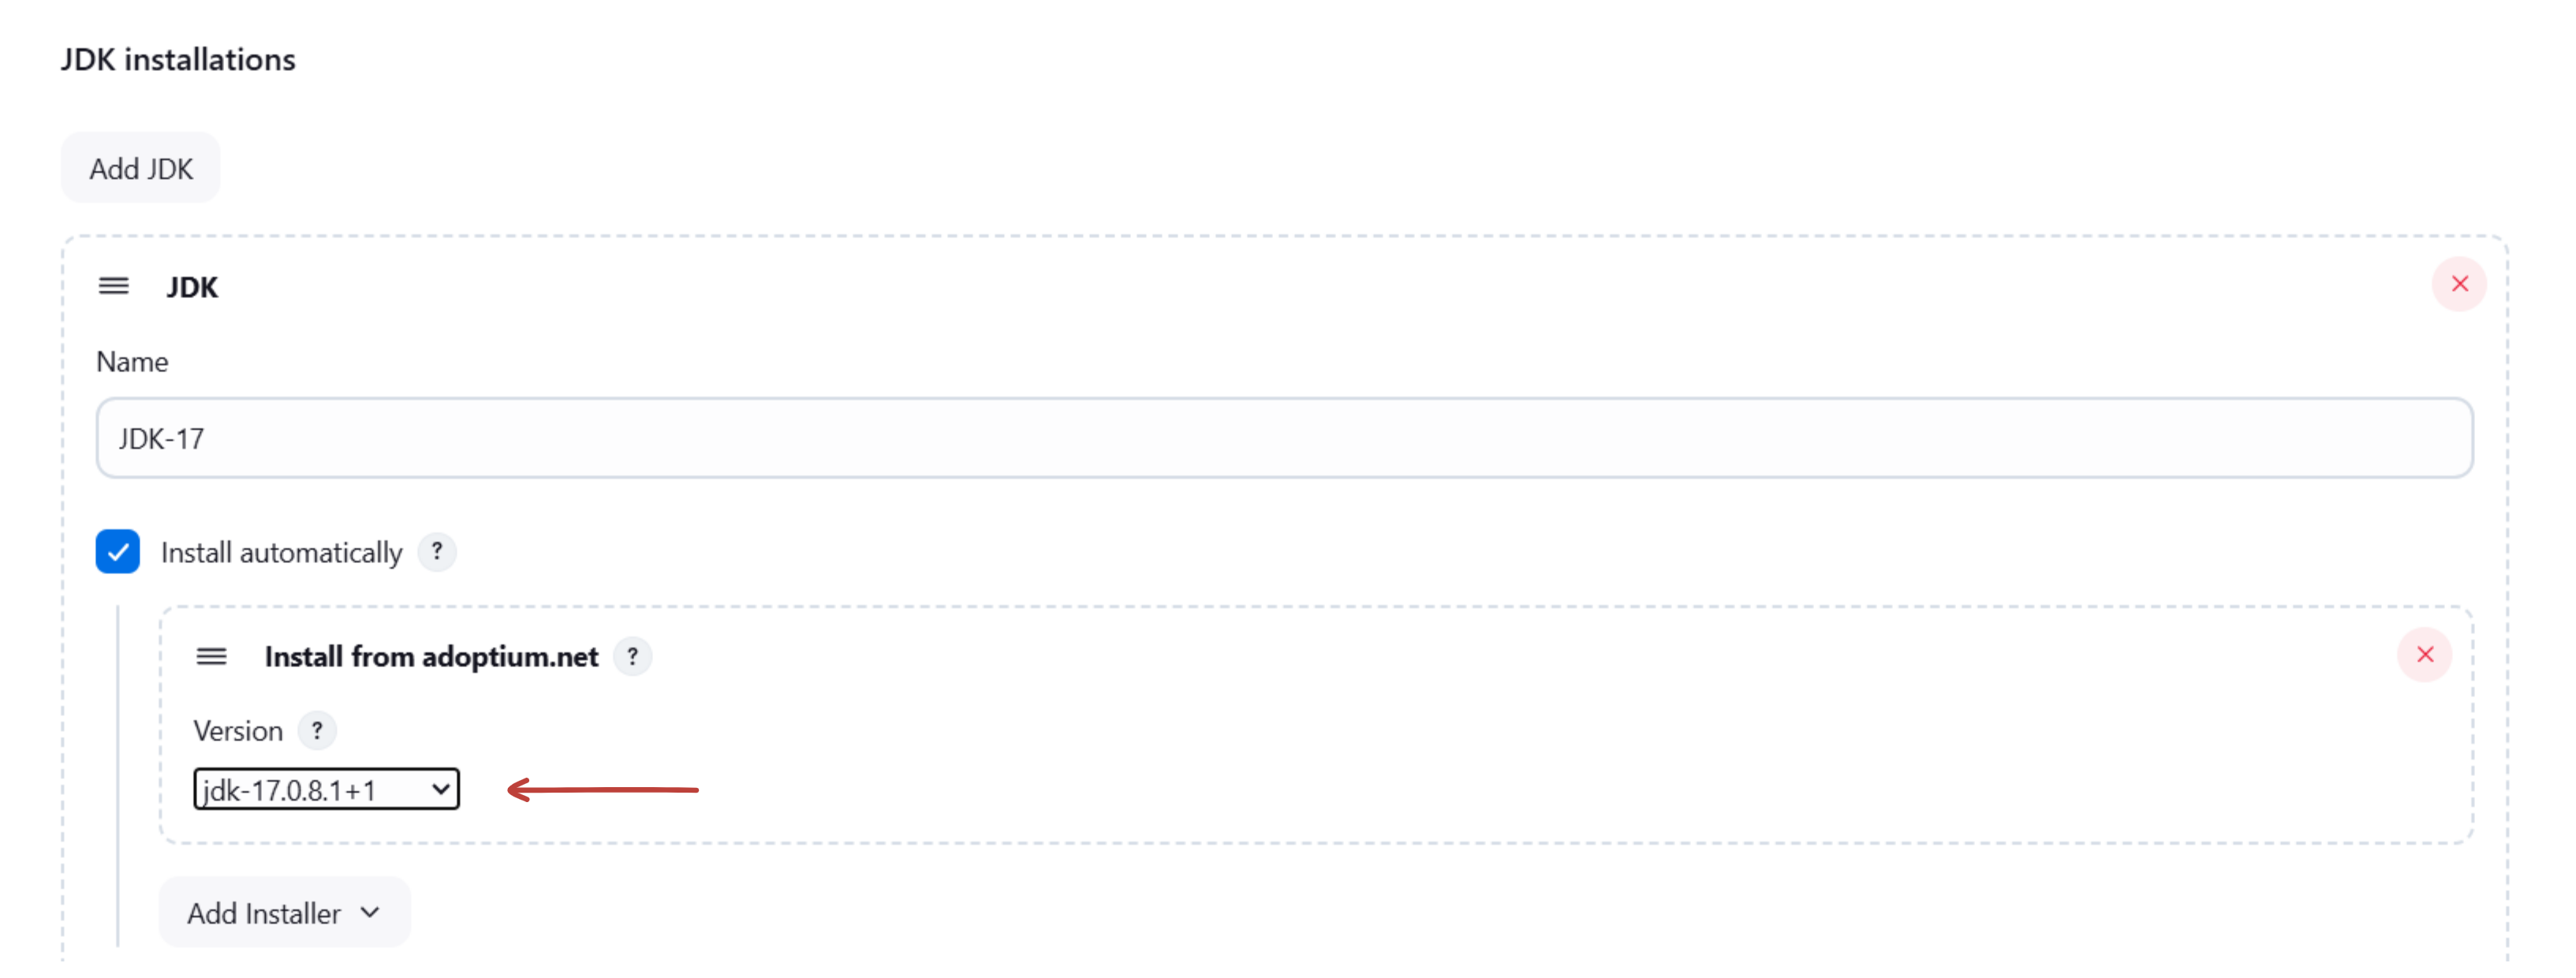 JDK installations
Add JDK
JDK
Name
JDK-17
Install automatically ?
Install from adoptium.net ?
Version ?
jdk-17.0.8.1+1
Add Installer